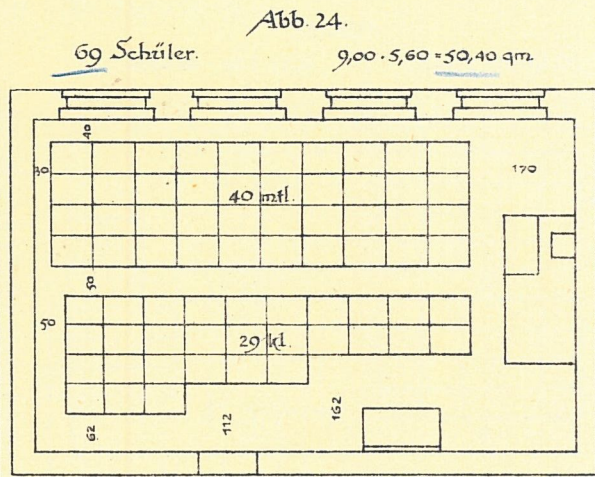 Abb. 24.
69 Schüler.
9,00 · 5,60 = 50,40 qm
40
30
40 mtl.
170
50
50
29 kl.
62
112
162